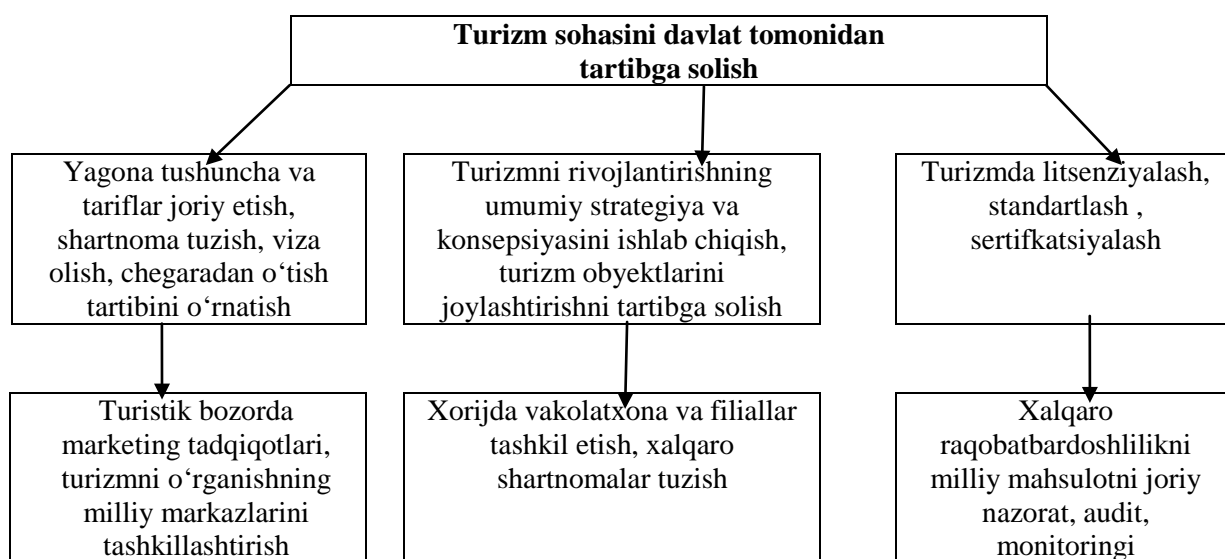 Turizm sohasini davlat tomonidan
tartibga solish
Yagona tushuncha va
tariflar joriy etish,
shartnoma tuzish, viza
olish, chegaradan o‘tish
tartibini o‘rnatish
Turizmni rivojlantirishning
umumiy strategiya va
konsepsiyasini ishlab chiqish,
turizm obyektlarini
joylashtirishni tartibga solish
Turizmda litsenziyalash,
standartlash ,
sertifkatsiyalash
Turistik bozorda
marketing tadqiqotlari,
turizmni o‘rganishning
milliy markazlarini
tashkillashtirish
Xorijda vakolatxona va filiallar
tashkil etish, xalqaro
shartnomalar tuzish
Xalqaro
raqobatbardoshlilikni
milliy mahsulotni joriy
nazorat, audit,
monitoringi